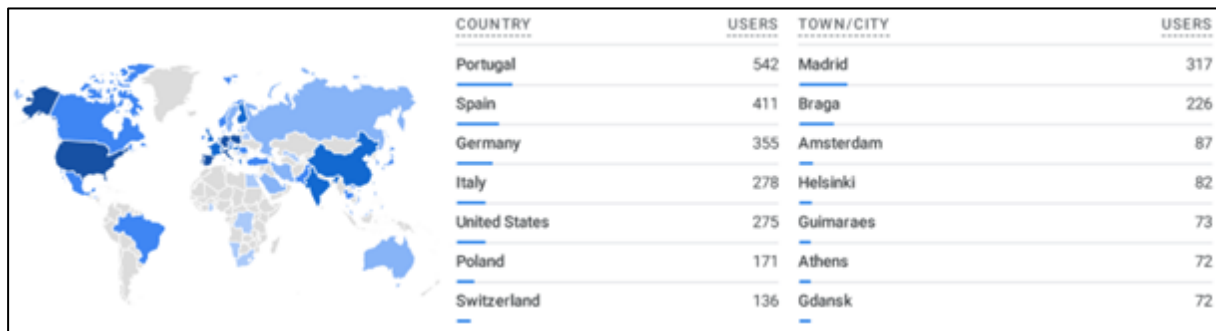 COUNTRY USERS TOWN/CITY USERS
Portugal 542 Madrid 317
Spain 411 Braga 226
Germany 355 Amsterdam 87
Italy 278 Helsinki 82
United States 275 Guimaraes 73
Poland 171 Athens 72
Switzerland 136 Gdansk 72